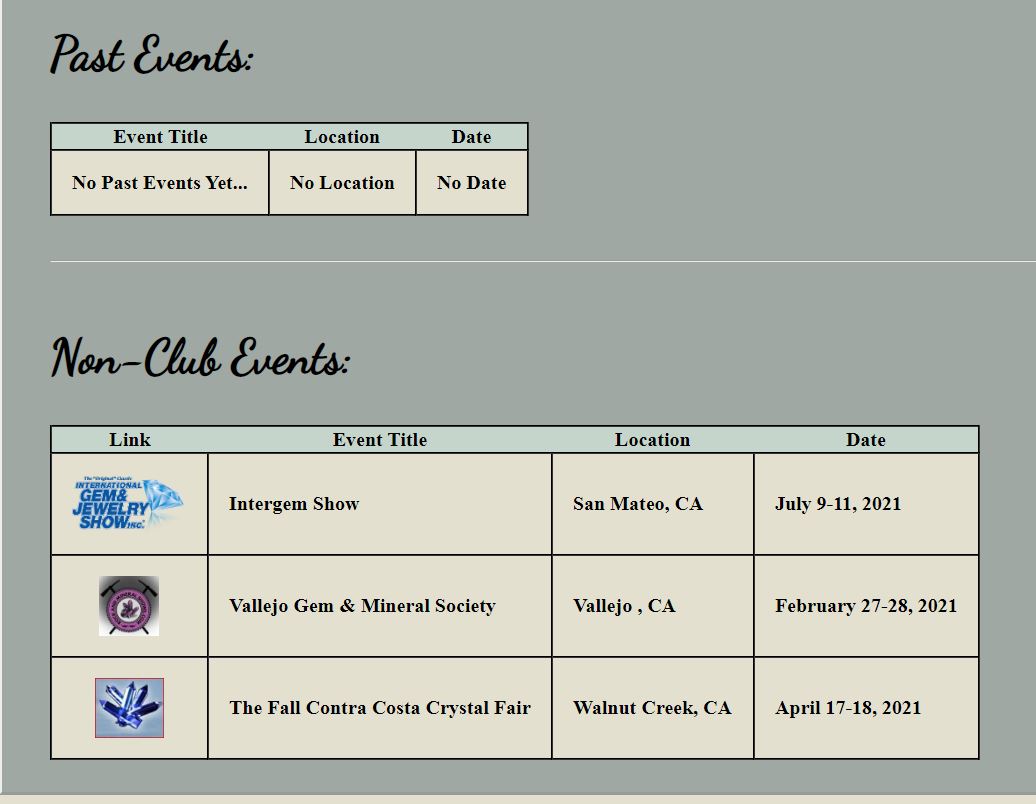 Past Events:
Event Title Location Date
No Past Events Yet... No Location No Date
Non-Club Events:
Link Event Title Location Date
The "Original" Classic
INTERNATIONAL
GEM&
JEWELRY
SHOW INC.
Intergem Show San Mateo, CA July 9-11, 2021
Vallejo Gem & Mineral Society Vallejo , CA February 27-28, 2021
The Fall Contra Costa Crystal Fair Walnut Creek, CA April 17-18, 2021